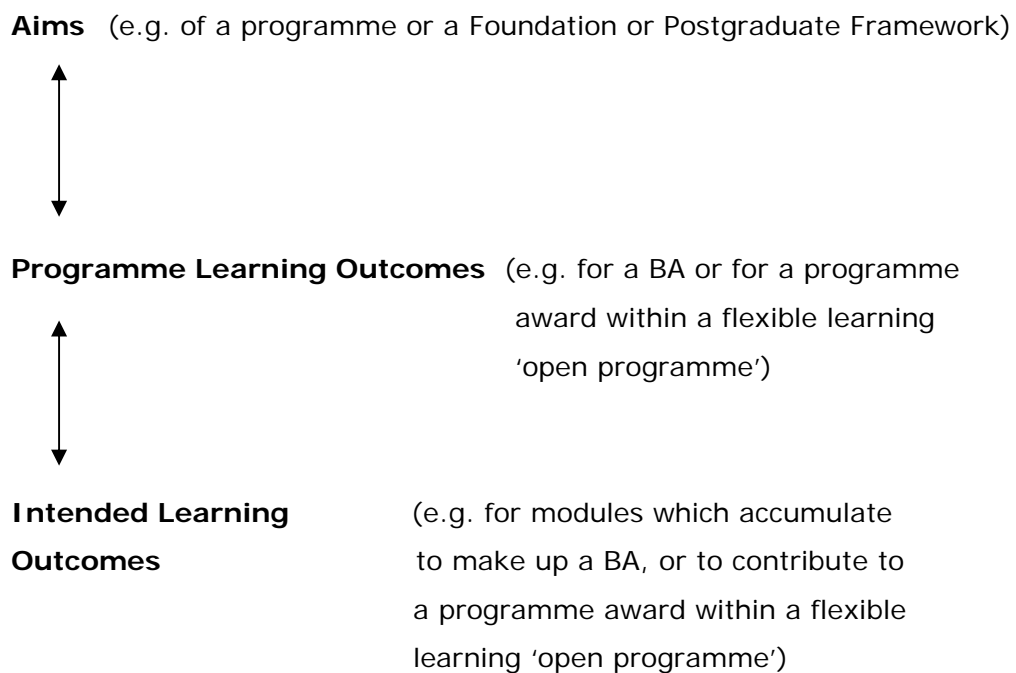 Aims (e.g. of a programme or a Foundation or Postgraduate Framework)
Programme Learning Outcomes (e.g. for a BA or for a programme
award within a flexible learning
‘open programme’)
Intended Learning (e.g. for modules which accumulate
Outcomes to make up a BA, or to contribute to
a programme award within a flexible
learning ‘open programme’)